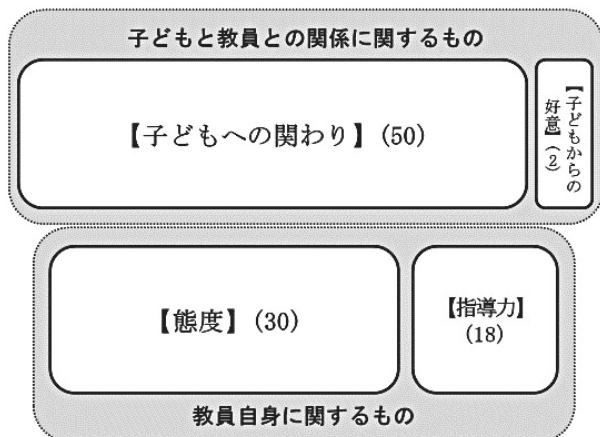 子どもと教員との関係に関するもの
【子どもへの関わり】(50)
【子どもからの
好意】(2)
【態度】(30)
【指導力】
(18)
教員自身に関するもの